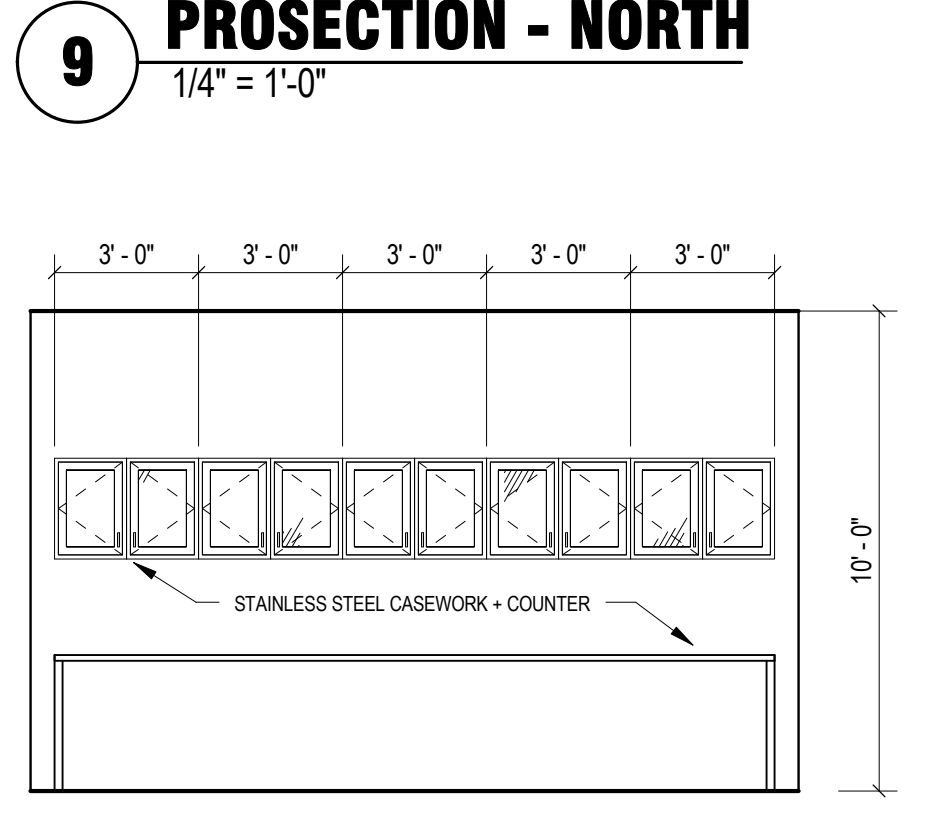 9
PROSECTION - NORTH
1/4" = 1'-0"
3' - 0" 3' - 0" 3' - 0" 3' - 0" 3' - 0"
10' - 0"
STAINLESS STEEL CASEWORK + COUNTER